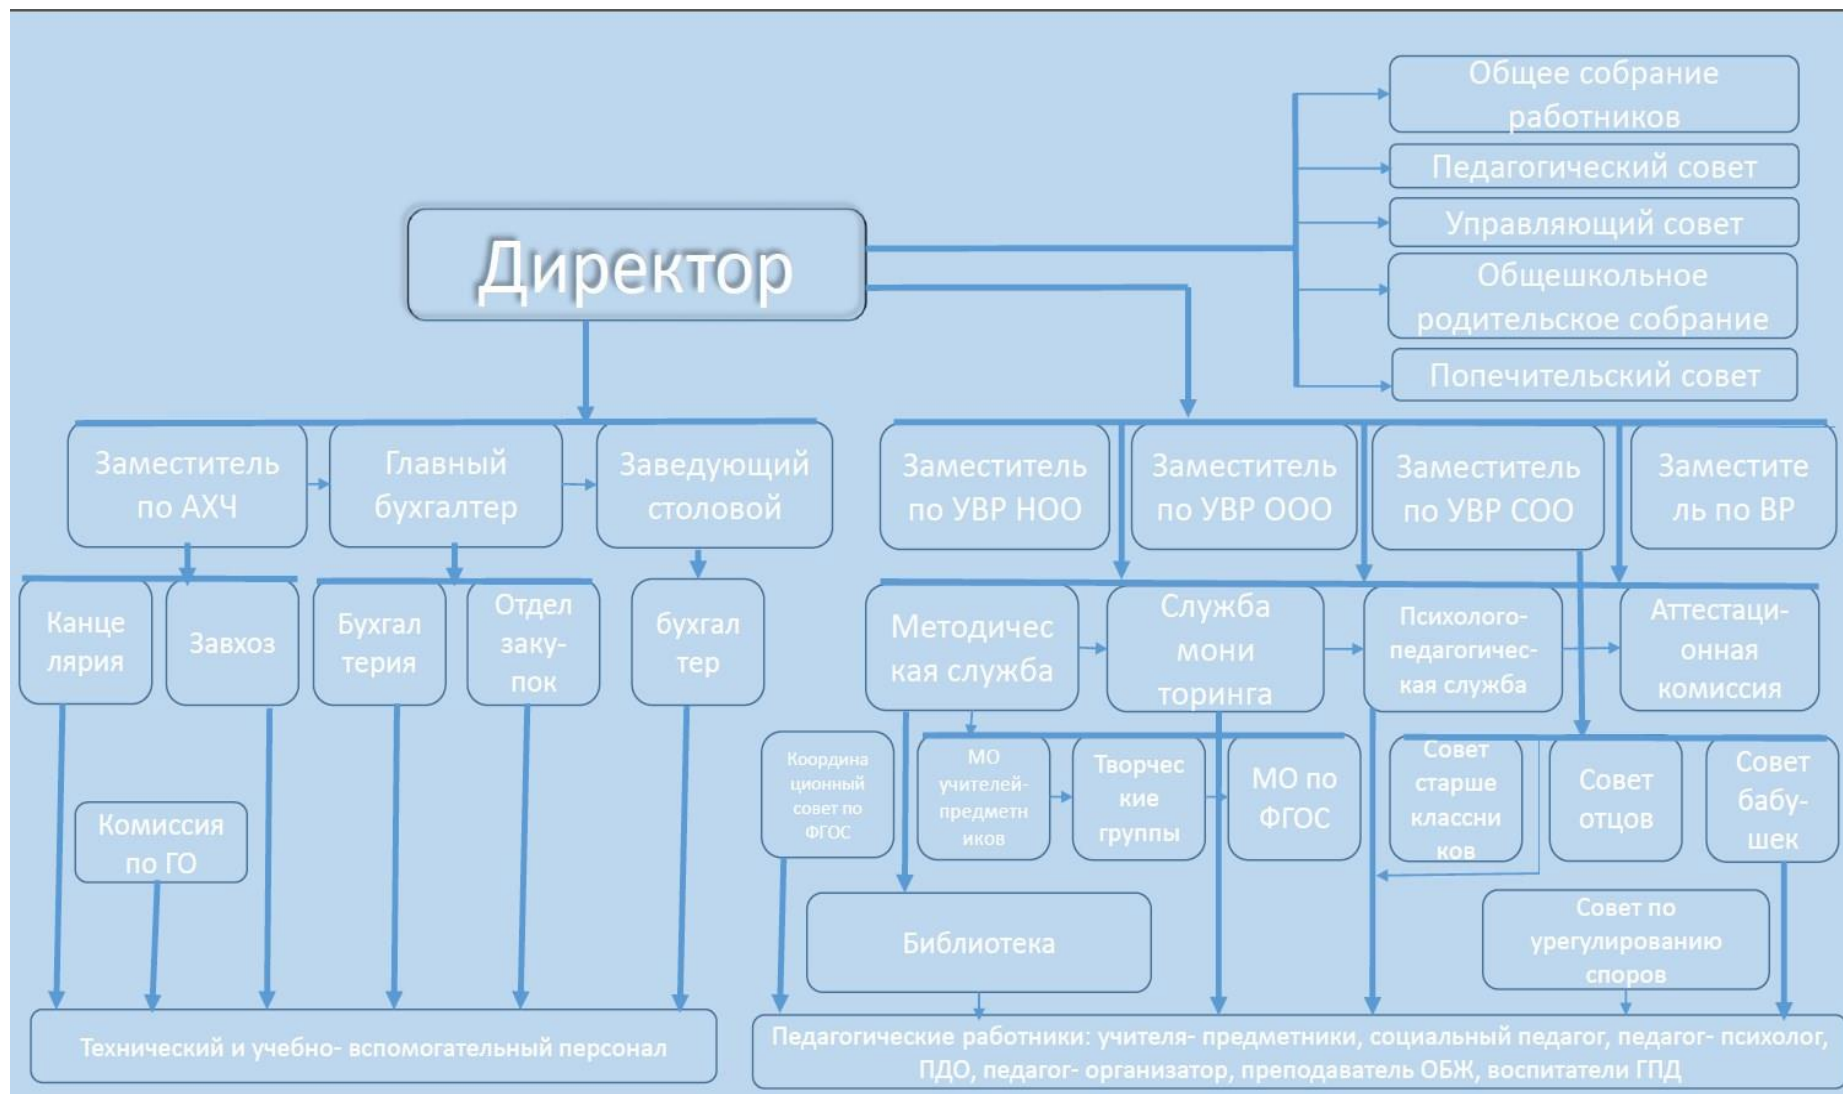 Общее собрание
работников
Педагогический совет
Управляющий совет
Общешкольное
родительское собрание
Попечительский совет
Директор
Заместитель
по АХЧ
Главный
бухгалтер
Заведующий
столовой
Заместитель
по УВР НОО
Заместитель
по УВР ООО
Заместитель
по УВР СОО
Заместите
ль по ВР
Канце
лярия
Завхоз
Бухгал
терия
Отдел
заку-
пок
бухгал
тер
Методичес
кая служба
Служба
мони
торинга
Психолого-
педагогичес-
кая служба
Аттестаци-
онная
комиссия
Координа
ционный
совет по
ФГОС
МО
учителей-
предметн
иков
Творчес
кие
группы
МО по
ФГОС
Совет
старше
классни
ков
Совет
отцов
Совет
бабу-
шек
Комиссия
по ГО
Библиотека
Совет по
урегулированию
споров
Технический и учебно- вспомогательный персонал
Педагогические работники: учителя- предметники, социальный педагог, педагог- психолог,
ПДО, педагог- организатор, преподаватель ОБЖ, воспитатели ГПД